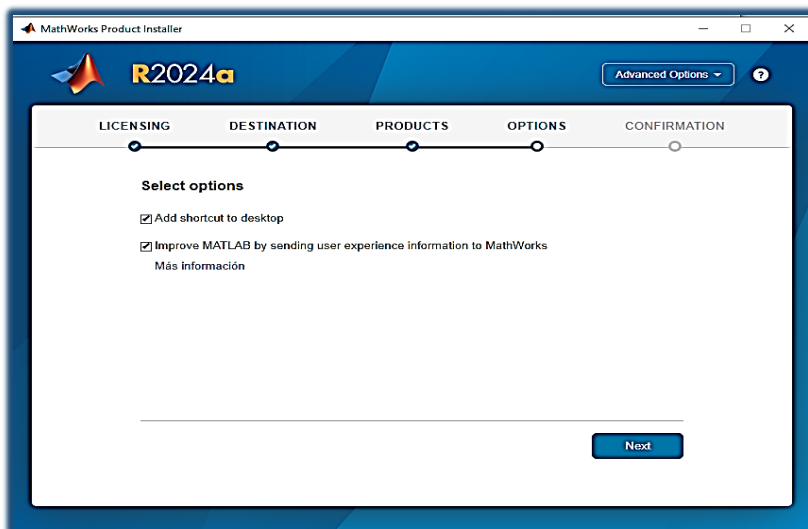 MathWorks Product Installer
R2024a
Advanced Options
?
LICENSING DESTINATION PRODUCTS OPTIONS CONFIRMATION
Select options
Add shortcut to desktop
Improve MATLAB by sending user experience information to MathWorks
Más información
Next